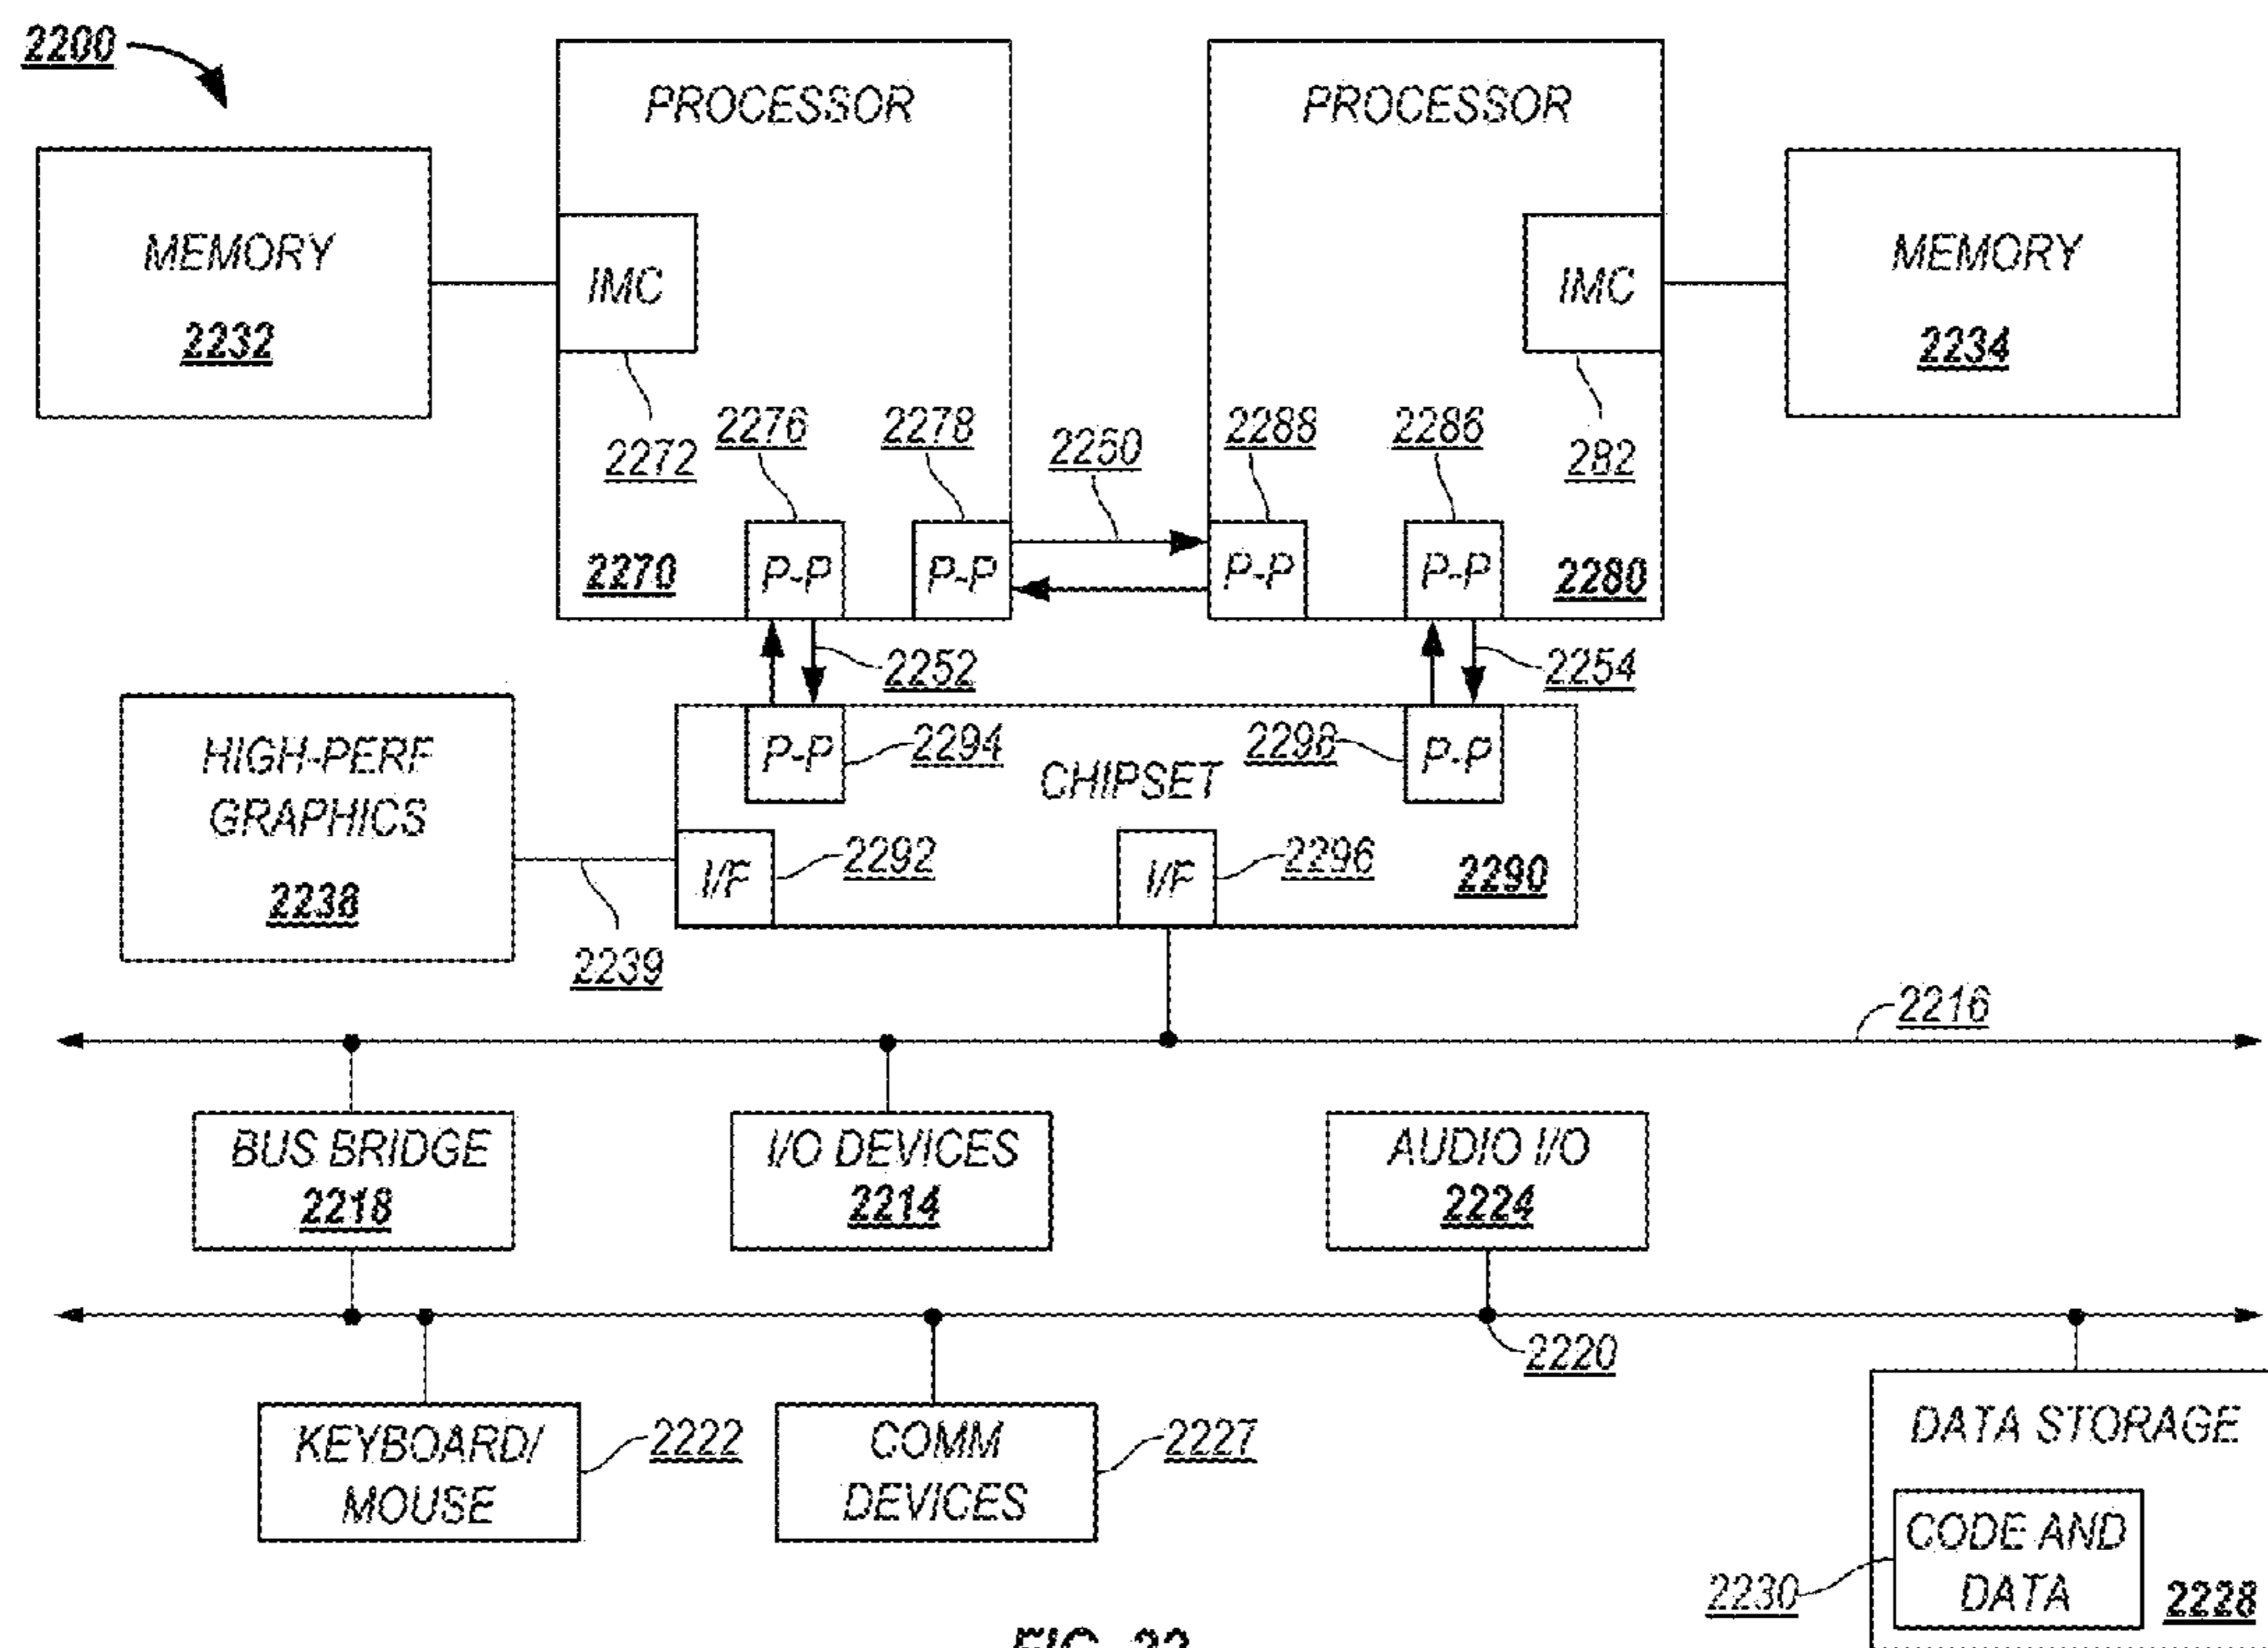 2200
PROCESSOR
PROCESSOR
MEMORY
2232
IMC
IMC
MEMORY
2234
2272
2276
2278
2250
2288
2286
282
2270
P-P
P-P
P-P
P-P
2280
2252
2254
HIGH-PERF
GRAPHICS
2238
P-P
2294
CHIPSET
2298
P-P
I/F
2292
I/F
2296
2290
2239
2216
BUS BRIDGE
2218
I/O DEVICES
2214
AUDIO I/O
2224
2220
KEYBOARD/
MOUSE
2222
COMM
DEVICES
2227
DATA STORAGE
CODE AND
DATA
2230
2228